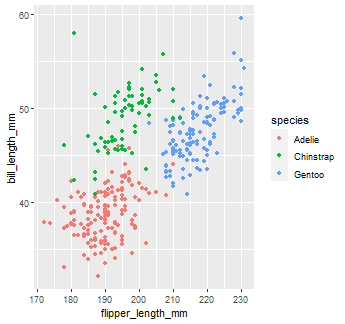 60
50
40
bill_length_mm
170 180 190 200 210 220 230
flipper_length_mm
species
Adelie
Chinstrap
Gentoo